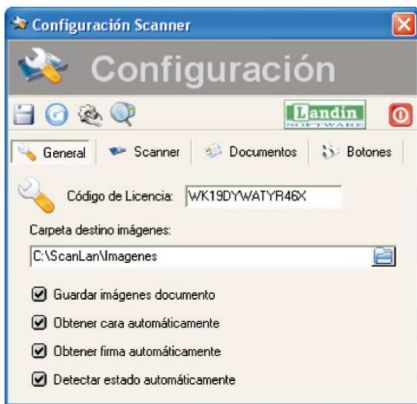 Configuración Scanner
Configuración
Landín
SOFTWARE
General Scanner Documentos Botones
Código de Licencia: WK19DYWATYR46X
Carpeta destino imágenes:
C:\ScanLan\Imagenes
Guardar imágenes documento
Obtener cara automáticamente
Obtener firma automáticamente
Detectar estado automáticamente